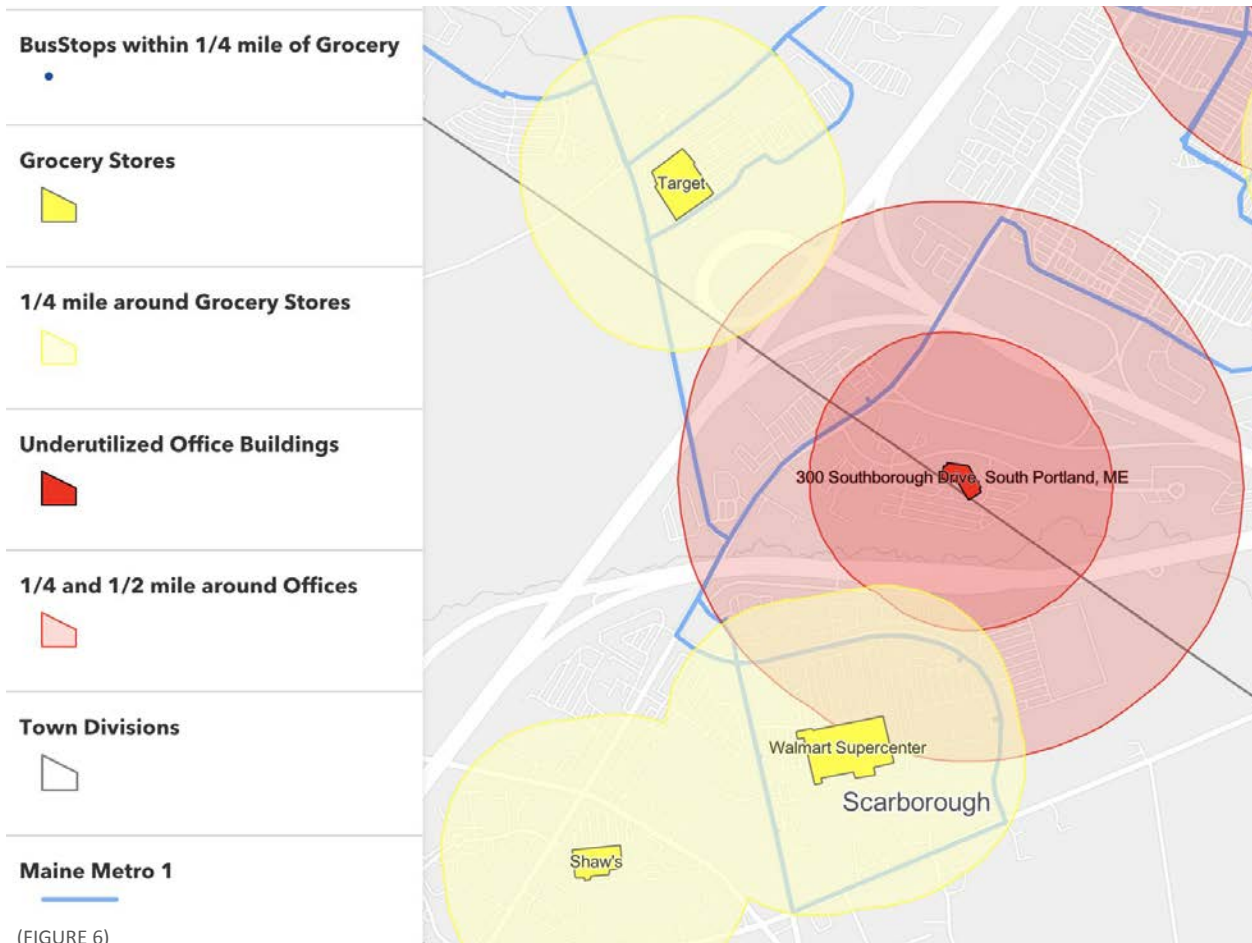 BusStops within 1/4 mile of Grocery
Grocery Stores
1/4 mile around Grocery Stores
Underutilized Office Buildings
1/4 and 1/2 mile around Offices
Town Divisions
Maine Metro 1
(FIGURE 6)
Target
300 Southborough Drive, South Portland, ME
Walmart Supercenter
Scarborough
Shaw's